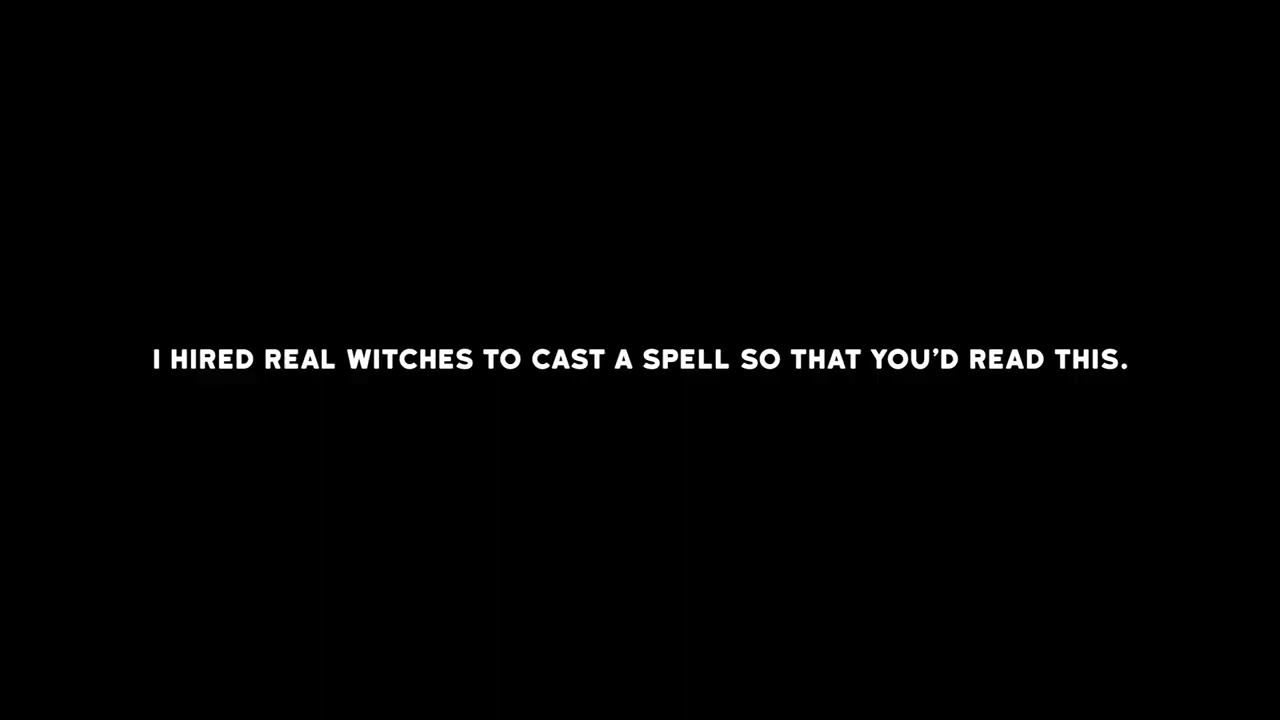 I HIRED REAL WITCHES TO CAST A SPELL SO THAT YOU’D READ THIS.